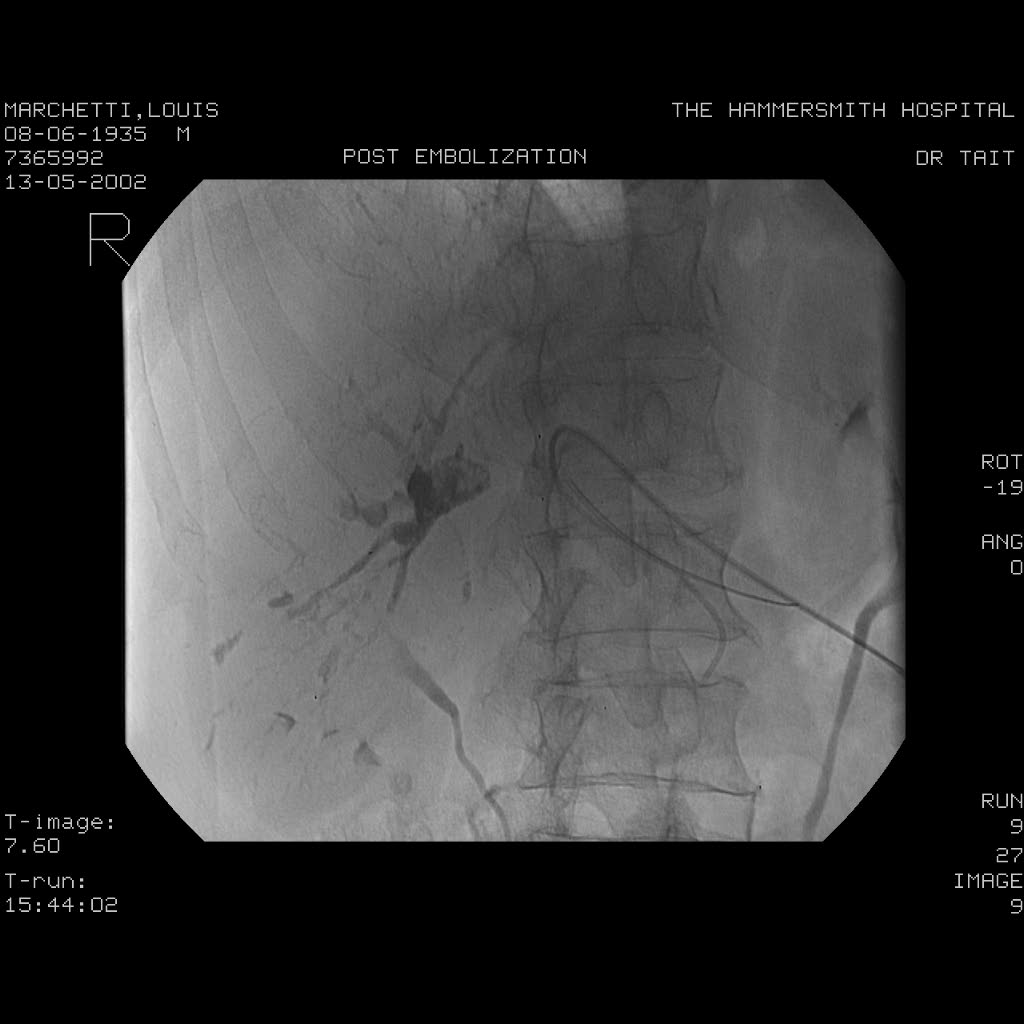 MARCHETTI,LOUIS
08-06-1935 M
7365992
13-05-2002
POST EMBOLIZATION
THE HAMMERSMITH HOSPITAL
DR TAIT
R
ROT
-19
ANG
0
T-image:
7.60
T-run:
15:44:02
RUN
9
27
IMAGE
9